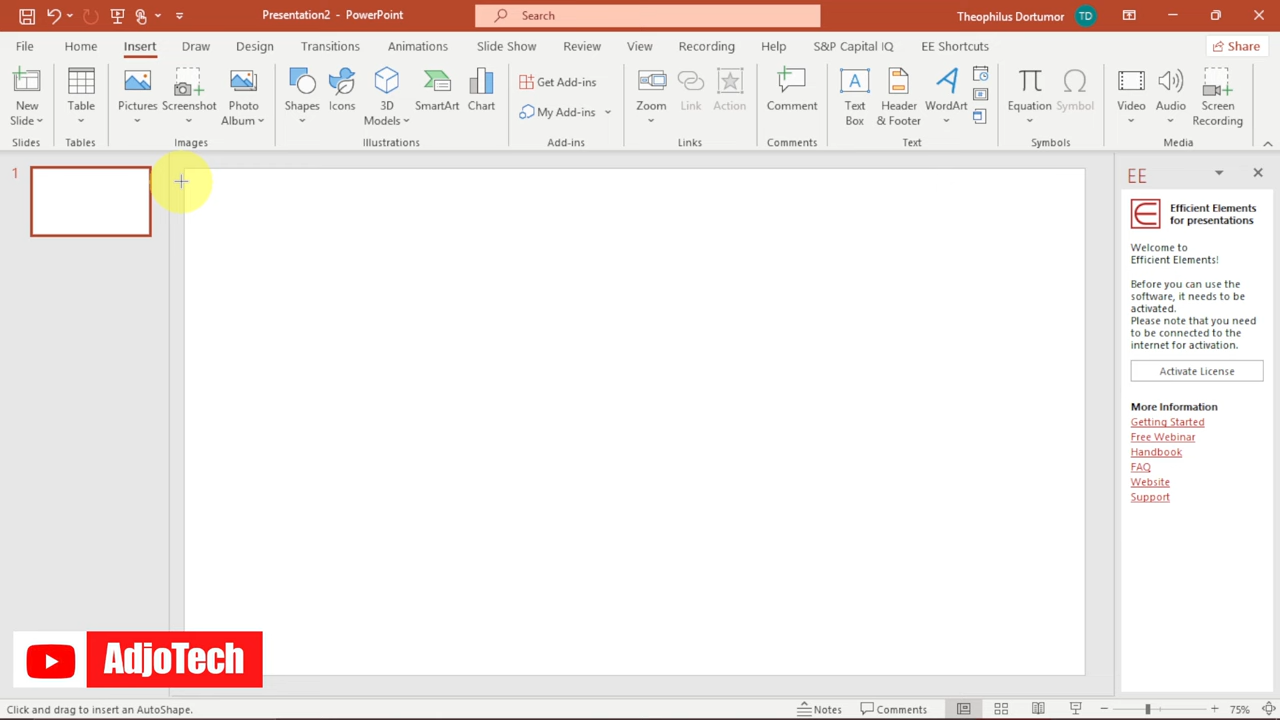 Presentation2 - PowerPoint
Search
Theophilus Dortumor
TD
File Home Insert Draw Design Transitions Animations Slide Show Review View Recording Help S&P Capital IQ EE Shortcuts
Share
New Slide
Table
Pictures
Screenshot
Photo Album
Shapes
Icons
3D Models
SmartArt
Chart
Get Add-ins
My Add-ins
Zoom
Link
Action
Comment
Text Box
Header & Footer
WordArt
Equation
Symbol
Video
Audio
Screen Recording
Slides
Tables
Images
Illustrations
Add-ins
Links
Comments
Text
Symbols
Media
1
EE
Efficient Elements
for presentations
Welcome to
Efficient Elements!
Before you can use the
software, it needs to be
activated.
Please note that you need
to be connected to the
internet for activation.
Activate License
More Information
Getting Started
Free Webinar
Handbook
FAQ
Website
Support
AdjoTech
Click and drag to insert an AutoShape.
Notes
Comments
75%